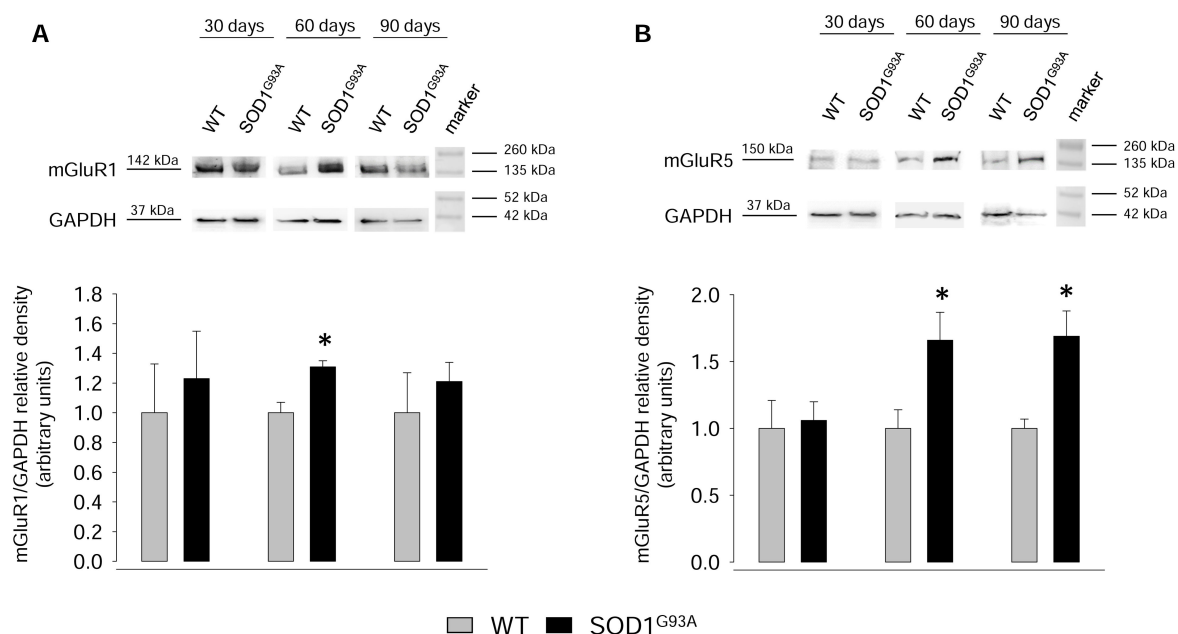 A
30 days 60 days 90 days
WT SOD1G93A WT SOD1G93A WT SOD1G93A marker
mGluR1 142 kDa 260 kDa
135 kDa
52 kDa
GAPDH 37 kDa 42 kDa
mGluR1/GAPDH relative density
(arbitrary units)
1.8
1.6
1.4
1.2
1.0
0.8
0.6
0.4
0.2
0.0
*
B
30 days 60 days 90 days
WT SOD1G93A WT SOD1G93A WT SOD1G93A marker
mGluR5 150 kDa 260 kDa
135 kDa
52 kDa
GAPDH 37 kDa 42 kDa
mGluR5/GAPDH relative density
(arbitrary units)
2.0
1.5
1.0
0.5
0.0
* *
WT SOD1G93A